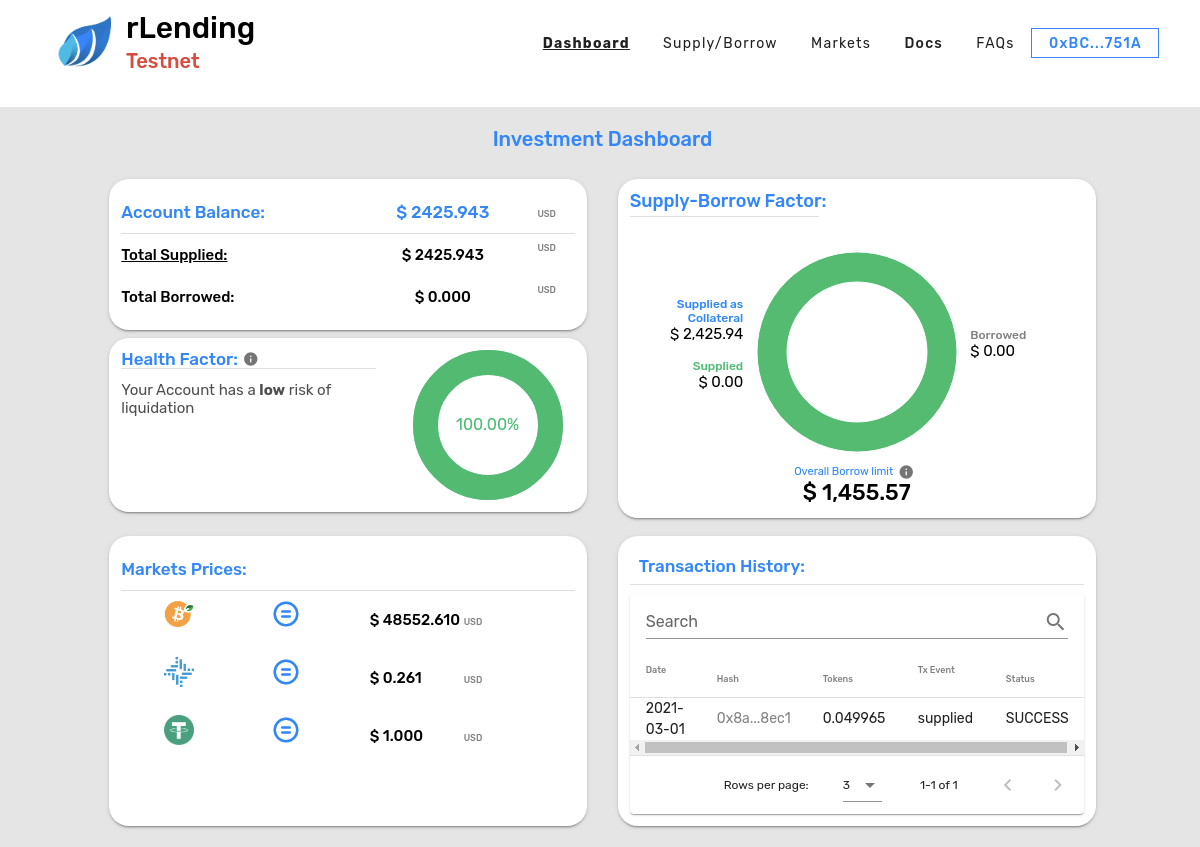 rLending
Testnet
Dashboard Supply/Borrow Markets Docs FAQs 0xBC...751A
Investment Dashboard
Account Balance: $ 2425.943 USD
Total Supplied: $ 2425.943 USD
Total Borrowed: $ 0.000 USD
Health Factor:
Your Account has a low risk of
liquidation
100.00%
Supply-Borrow Factor:
Supplied as
Collateral
$ 2,425.94
Supplied
$ 0.00
Borrowed
$ 0.00
Overall Borrow limit
$ 1,455.57
Markets Prices:
$ 48552.610 USD
$ 0.261 USD
$ 1.000 USD
Transaction History:
Search
Date Hash Tokens Tx Event Status
2021-
03-01 0x8a...8ec1 0.049965 supplied SUCCESS
Rows per page: 3 1-1 of 1